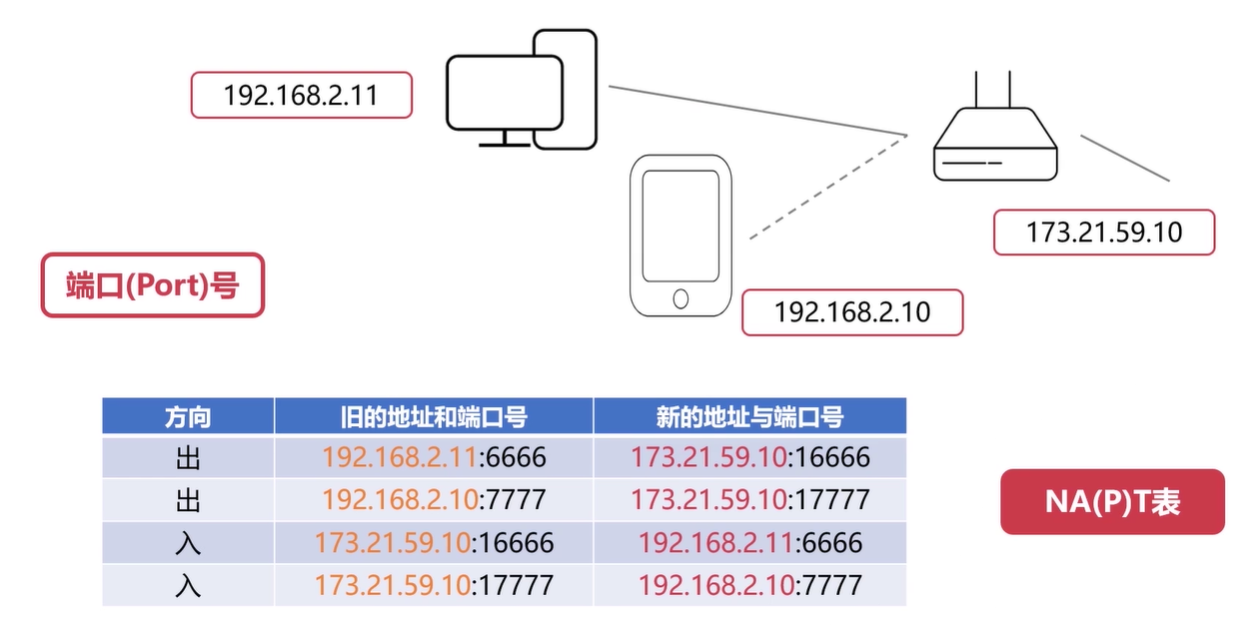 192.168.2.11
173.21.59.10
端口(Port)号
192.168.2.10
方向 旧的地址和端口号 新的地址与端口号
出 192.168.2.11:6666 173.21.59.10:16666
出 192.168.2.10:7777 173.21.59.10:17777
入 173.21.59.10:16666 192.168.2.11:6666
入 173.21.59.10:17777 192.168.2.10:7777
NA(P)T表